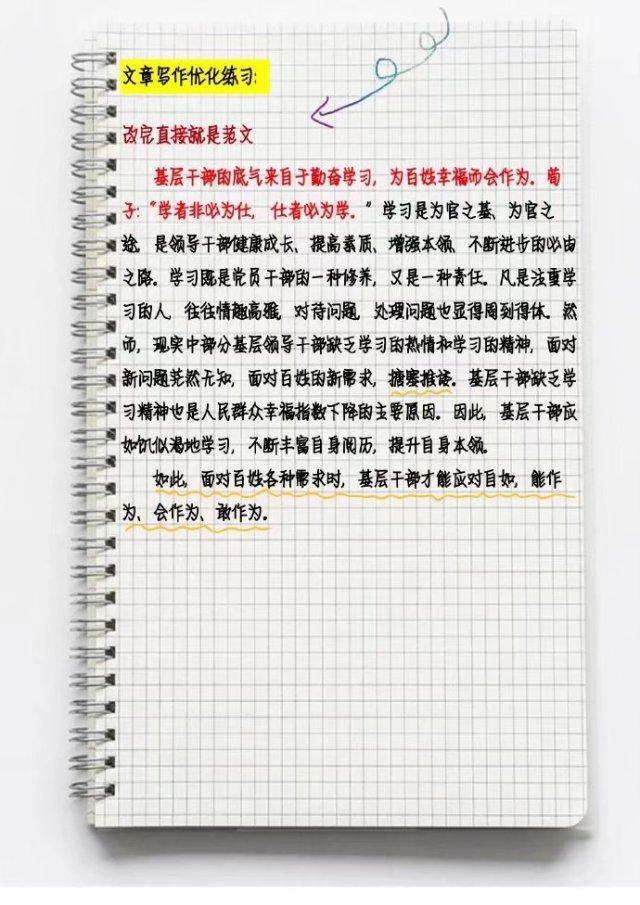 文章写作优化练习:
改完直接就是范文
基层干部的底气来自于勤奋学习，为百姓幸福而会作为。荀
子:“学者非必为仕，仕者必为学。”学习是为官之基、为官之
途，是领导干部健康成长、提高素质、增强本领、不断进步的必由
之路。学习既是党员干部的一种修养，又是一种责任。凡是注重学
习的人，往往情趣高雅，对待问题，处理问题也显得周到得体。然
而，现实中部分基层领导干部缺乏学习的热情和学习的精神，面对
新问题茫然无知，面对百姓的新需求，搪塞推诿。基层干部缺乏学
习精神也是人民群众幸福指数下降的主要原因。因此，基层干部应
如饥似渴地学习，不断丰富自身阅历，提升自身本领。
如此，面对百姓各种需求时，基层干部才能应对自如，能作
为、会作为、敢作为。